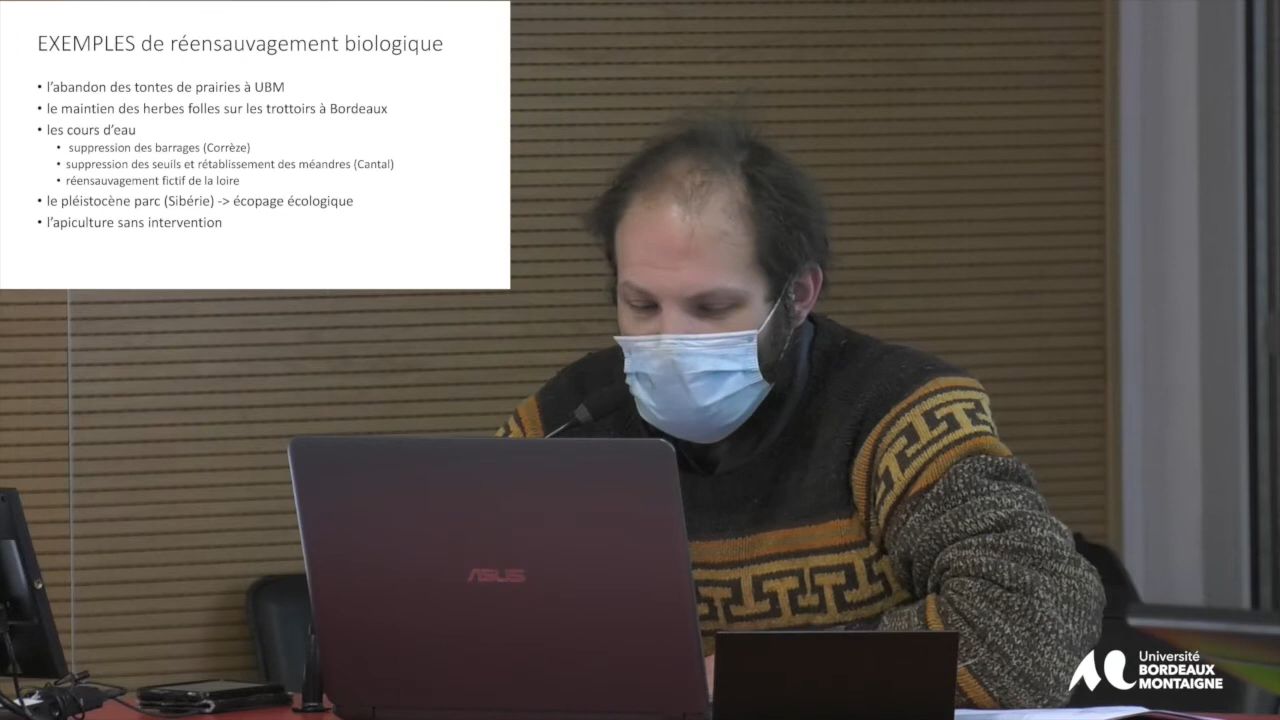 EXEMPLES de réensauvagement biologique
• l'abandon des tontes de prairies à UBM
• le maintien des herbes folles sur les trottoirs à Bordeaux
• les cours d'eau
• suppression des barrages (Corrèze)
• suppression des seuils et rétablissement des méandres (Cantal)
• réensauvagement fictif de la loire
• le pléistocène parc (Sibérie) -> écopage écologique
• l'apiculture sans intervention
ASUS
Université
BORDEAUX
MONTAIGNE